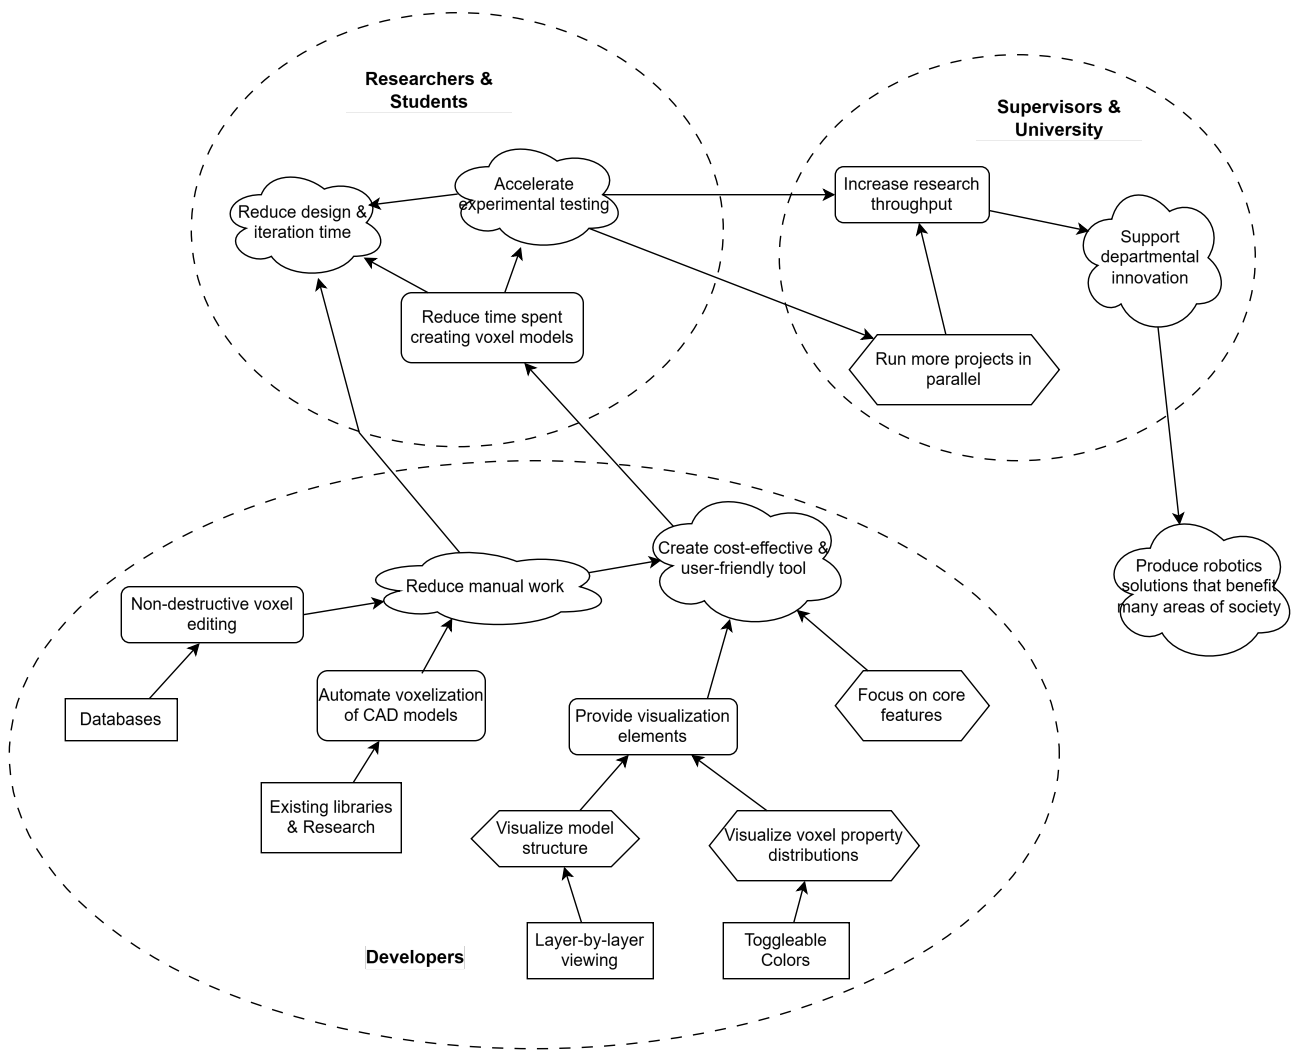 Researchers &
Students
Supervisors &
University
Accelerate
experimental testing
Reduce design &
iteration time
Increase research
throughput
Support
departmental
innovation
Reduce time spent
creating voxel models
Run more projects in
parallel
Create cost-effective &
user-friendly tool
Reduce manual work
Produce robotics
solutions that benefit
many areas of society
Non-destructive voxel
editing
Databases
Automate voxelization
of CAD models
Provide visualization
elements
Focus on core
features
Existing libraries
& Research
Visualize model
structure
Visualize voxel property
distributions
Layer-by-layer
viewing
Toggleable
Colors
Developers